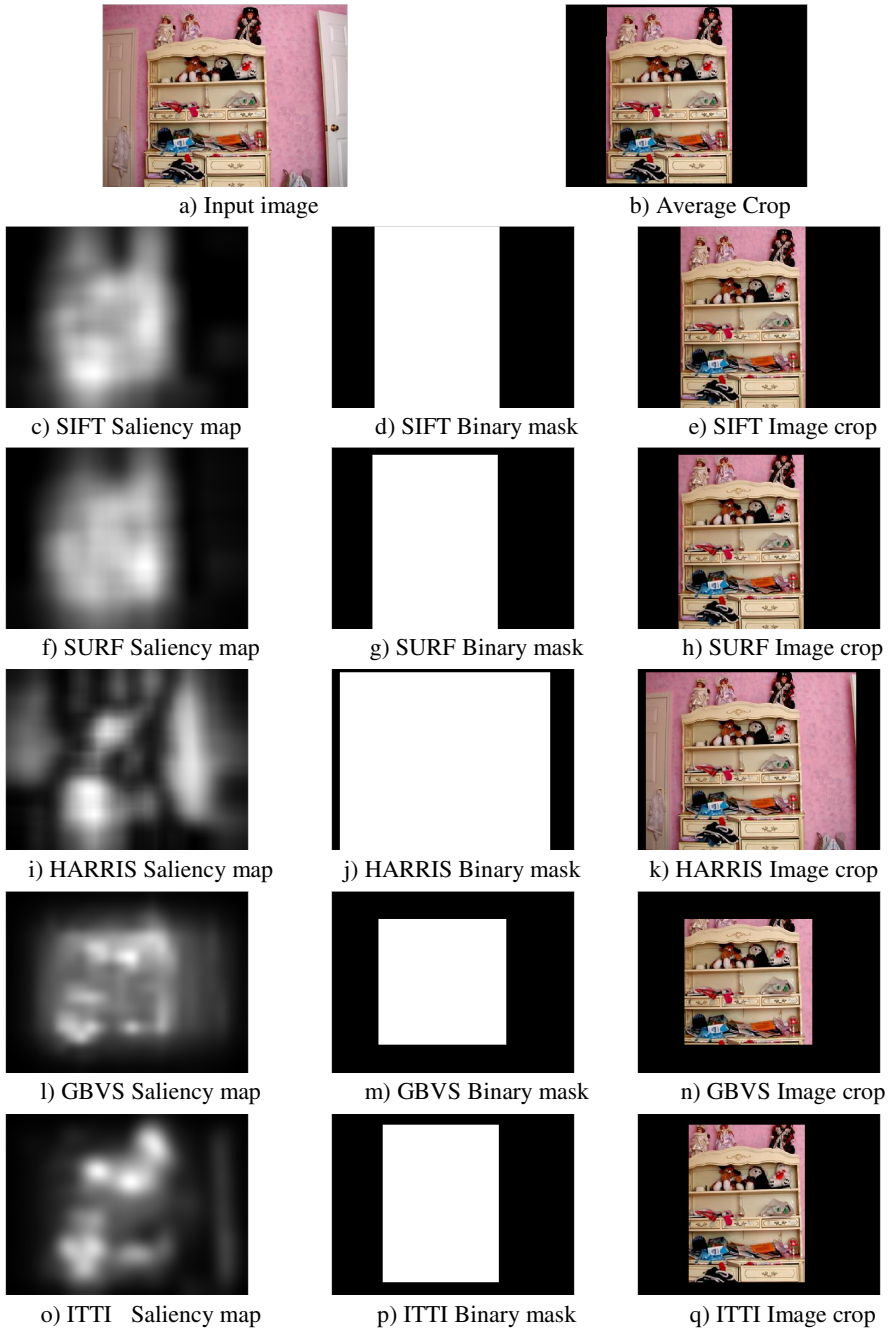 a) Input image
b) Average Crop
c) SIFT Saliency map
d) SIFT Binary mask
e) SIFT Image crop
f) SURF Saliency map
g) SURF Binary mask
h) SURF Image crop
i) HARRIS Saliency map
j) HARRIS Binary mask
k) HARRIS Image crop
l) GBVS Saliency map
m) GBVS Binary mask
n) GBVS Image crop
o) ITTI Saliency map
p) ITTI Binary mask
q) ITTI Image crop